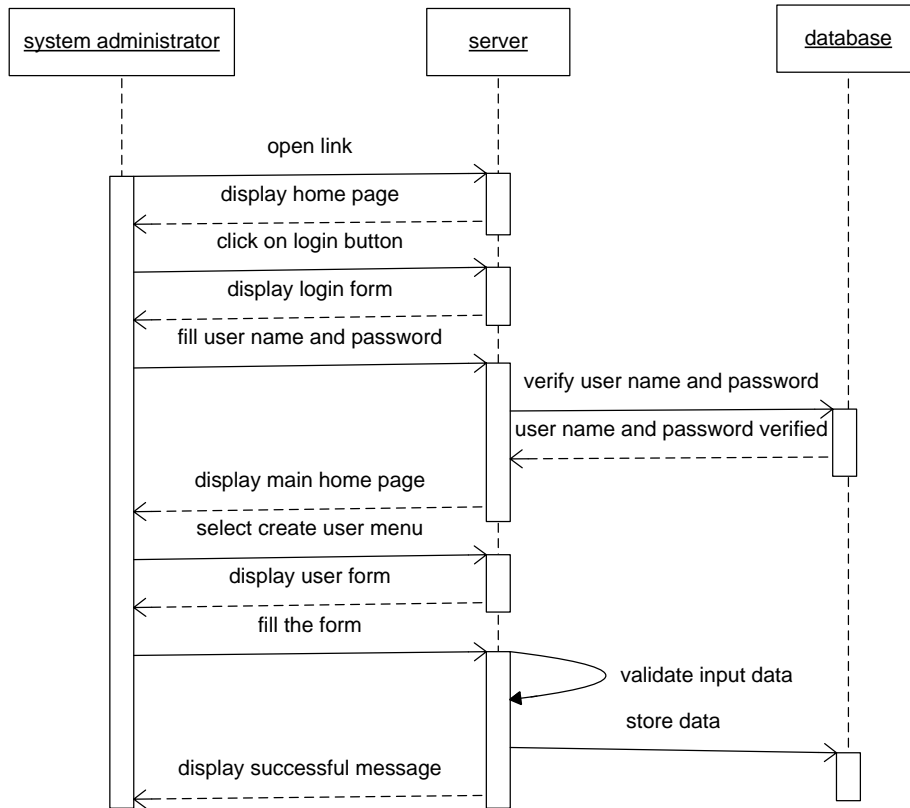 system administrator
server
database
open link
display home page
click on login button
display login form
fill user name and password
verify user name and password
user name and password verified
display main home page
select create user menu
display user form
fill the form
validate input data
store data
display successful message